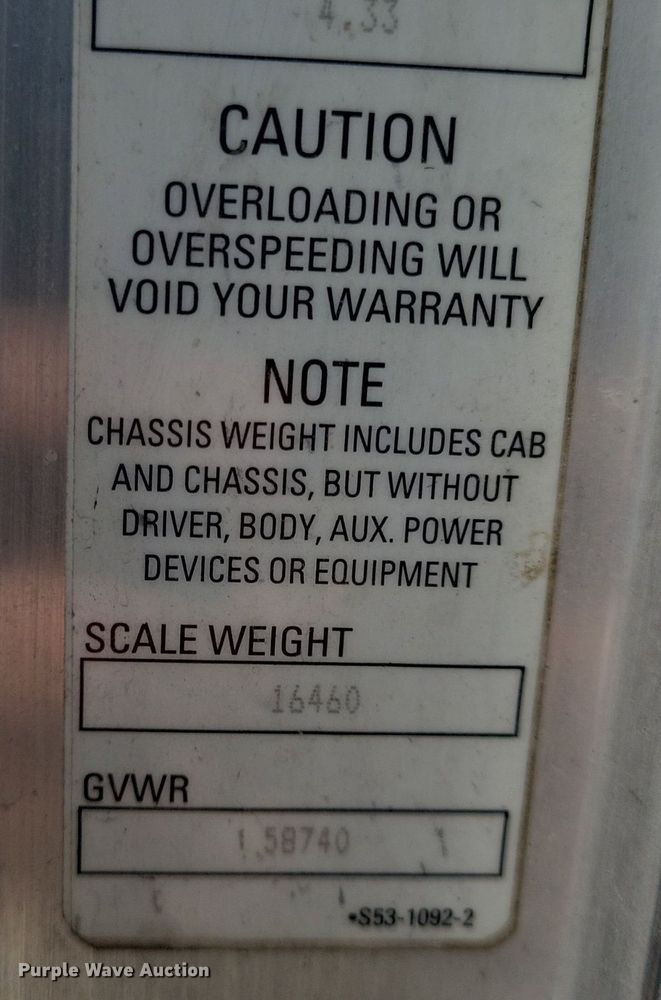 4.33
CAUTION
OVERLOADING OR
OVERSPEEDING WILL
VOID YOUR WARRANTY
NOTE
CHASSIS WEIGHT INCLUDES CAB
AND CHASSIS, BUT WITHOUT
DRIVER, BODY, AUX. POWER
DEVICES OR EQUIPMENT
SCALE WEIGHT
16460
GVWR
58740
•S53-1092-2
Purple Wave Auction